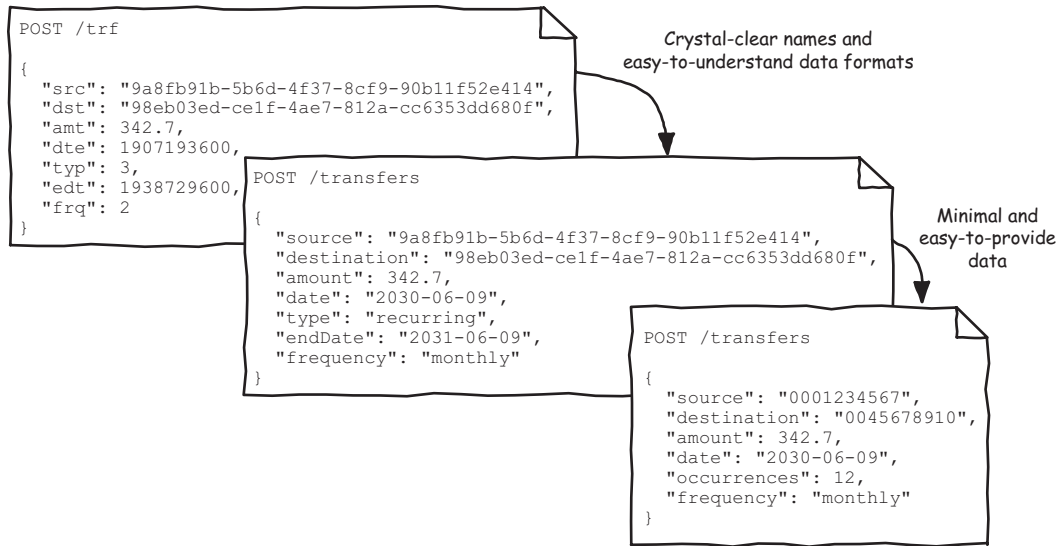 POST /trf
{
"src": "9a8fb91b-5b6d-4f37-8cf9-90b11f52e414",
"dst": "98eb03ed-ce1f-4ae7-812a-cc6353dd680f",
"amt": 342.7,
"dte": 1907193600,
"typ": 3,
"edt": 1938729600,
"frq": 2
}
Crystal-clear names and
easy-to-understand data formats
POST /transfers
{
"source": "9a8fb91b-5b6d-4f37-8cf9-90b11f52e414",
"destination": "98eb03ed-ce1f-4ae7-812a-cc6353dd680f",
"amount": 342.7,
"date": "2030-06-09",
"type": "recurring",
"endDate": "2031-06-09",
"frequency": "monthly"
}
Minimal and
easy-to-provide
data
POST /transfers
{
"source": "0001234567",
"destination": "0045678910",
"amount": 342.7,
"date": "2030-06-09",
"occurrences": 12,
"frequency": "monthly"
}